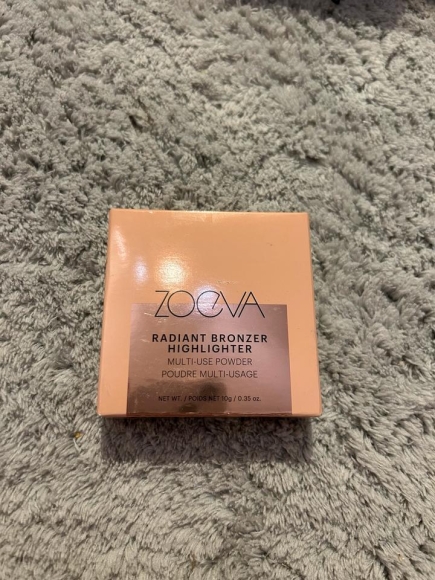 ZOEVA
RADIANT BRONZER
HIGHLIGHTER
MULTI-USE POWDER
POUDRE MULTI-USAGE
NET WT. / POIDS NET 10g / 0.35 oz.